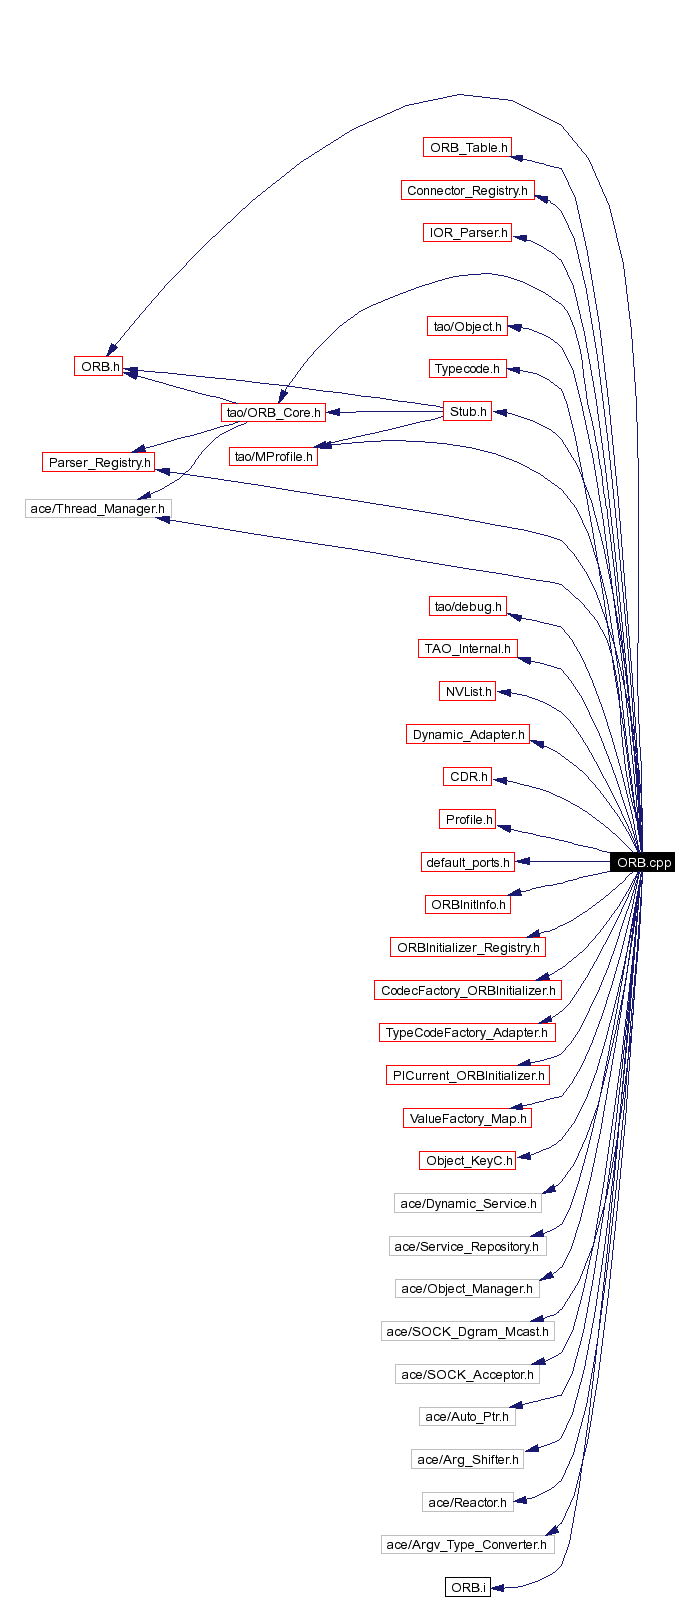 ORB_Table.h
Connector_Registry.h
IOR_Parser.h
tao/Object.h
ORB.h
Typecode.h
tao/ORB_Core.h
Stub.h
tao/MProfile.h
Parser_Registry.h
ace/Thread_Manager.h
tao/debug.h
TAO_Internal.h
NVList.h
Dynamic_Adapter.h
CDR.h
Profile.h
default_ports.h
ORB.cpp
ORBInitInfo.h
ORBInitializer_Registry.h
CodecFactory_ORBInitializer.h
TypeCodeFactory_Adapter.h
PICurrent_ORBInitializer.h
ValueFactory_Map.h
Object_KeyC.h
ace/Dynamic_Service.h
ace/Service_Repository.h
ace/Object_Manager.h
ace/SOCK_Dgram_Mcast.h
ace/SOCK_Acceptor.h
ace/Auto_Ptr.h
ace/Arg_Shifter.h
ace/Reactor.h
ace/Argv_Type_Converter.h
ORB.i